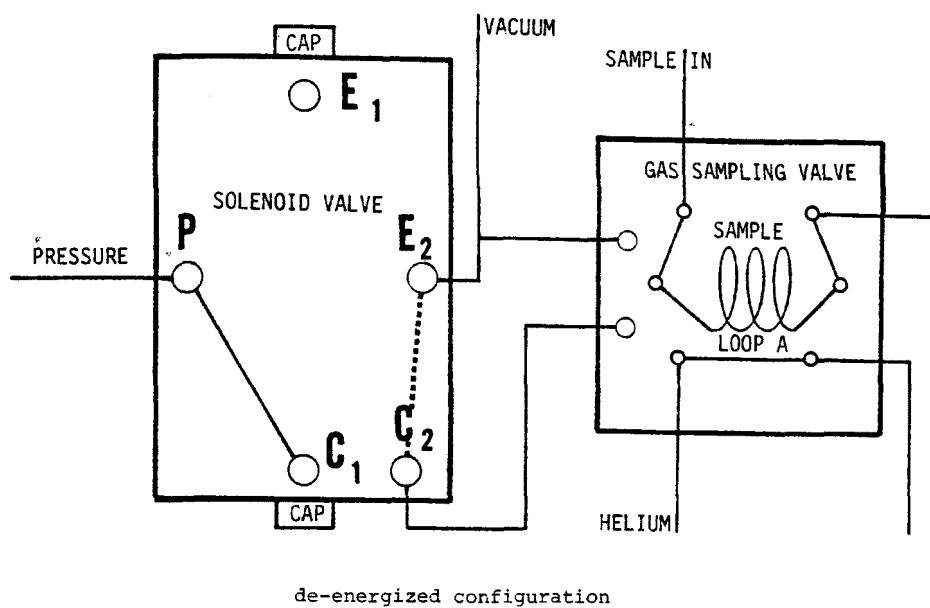 CAP
VACUUM
E1
SAMPLE IN
GAS SAMPLING VALVE
SOLENOID VALVE
P
E2
SAMPLE
PRESSURE
LOOP A
C2
C1
CAP
HELIUM
de-energized configuration